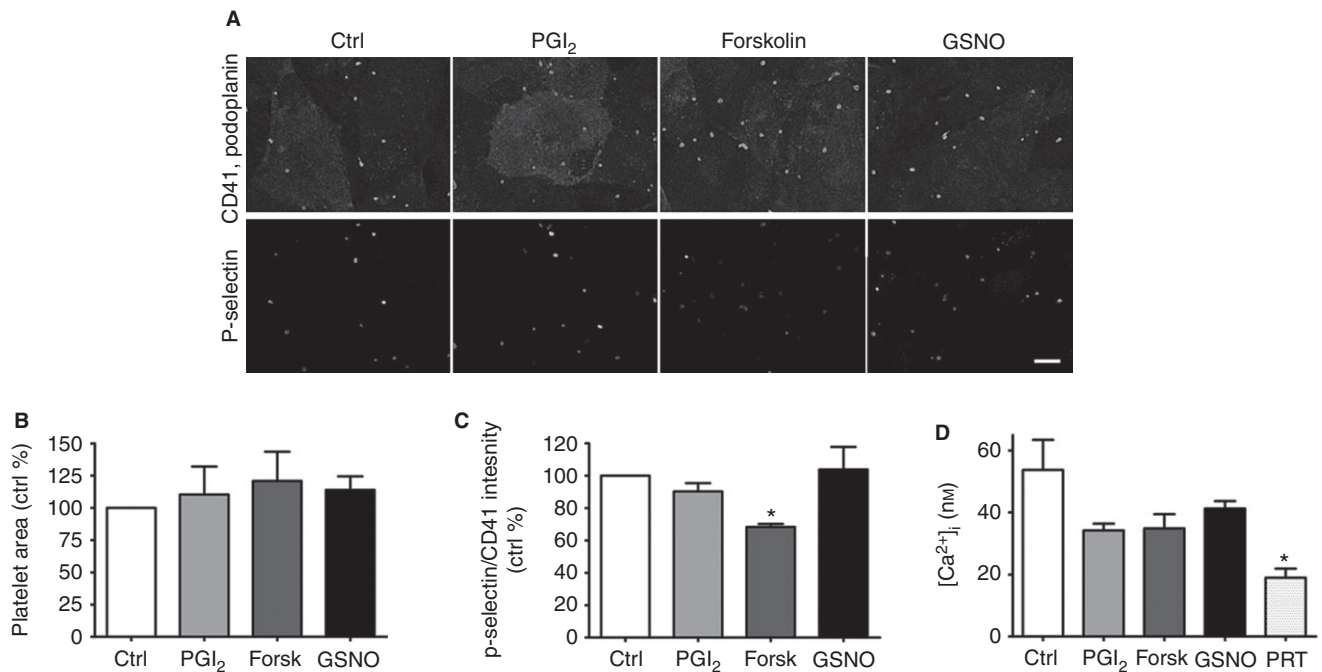 A
Ctrl PGI₂ Forskolin GSNO
CD41, podoplanin
P-selectin
B
Platelet area (ctrl %)
150
125
100
75
50
25
0
Ctrl PGI₂ Forsk GSNO
C
p-selectin/CD41 intesnity
(ctrl %)
120
100
80
60
40
20
0
*
Ctrl PGI₂ Forsk GSNO
D
[Ca²⁺]ᵢ (nM)
60
40
20
0
*
Ctrl PGI₂ Forsk GSNO PRT